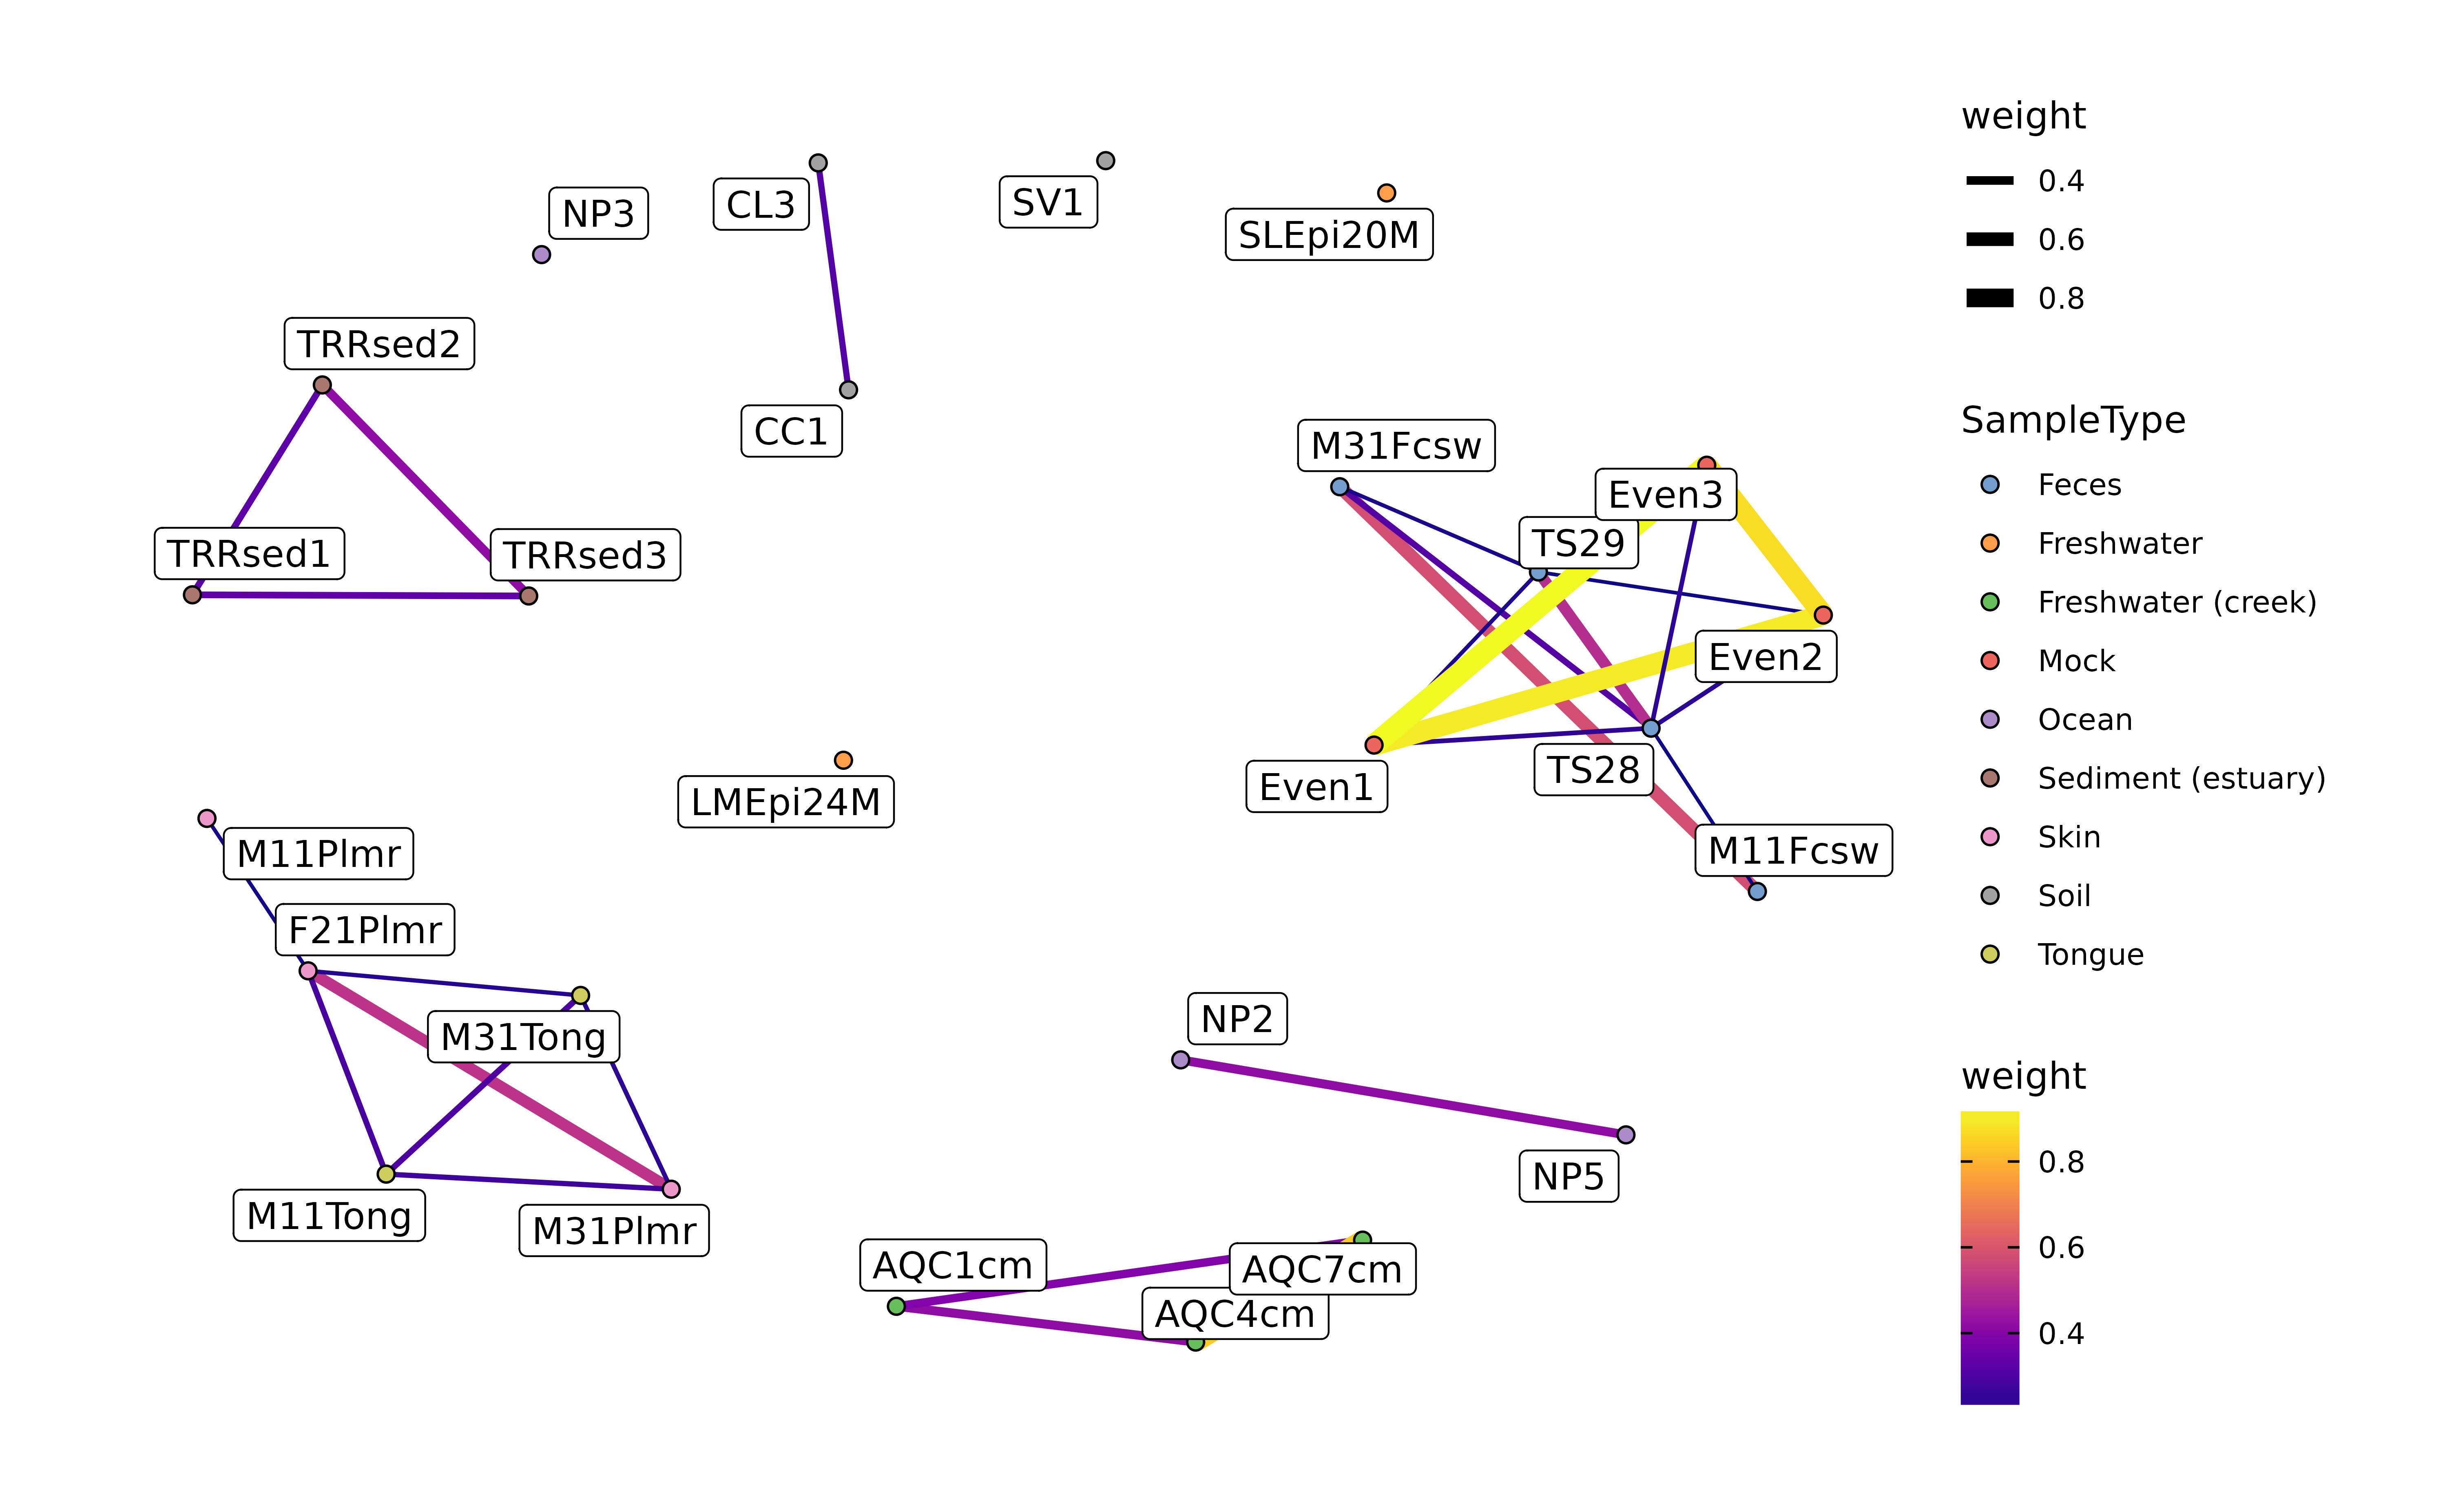 NP3
CL3
SV1
SLEpi20M
TRRsed2
CC1
M31Fcsw
Even3
TS29
TRRsed1
TRRsed3
Even2
TS28
Even1
LMEpi24M
M11Plmr
M11Fcsw
F21Plmr
M31Tong
NP2
NP5
M11Tong
M31Plmr
AQC1cm
AQC7cm
AQC4cm
weight
0.4
0.6
0.8
SampleType
Feces
Freshwater
Freshwater (creek)
Mock
Ocean
Sediment (estuary)
Skin
Soil
Tongue
weight
0.8
0.6
0.4